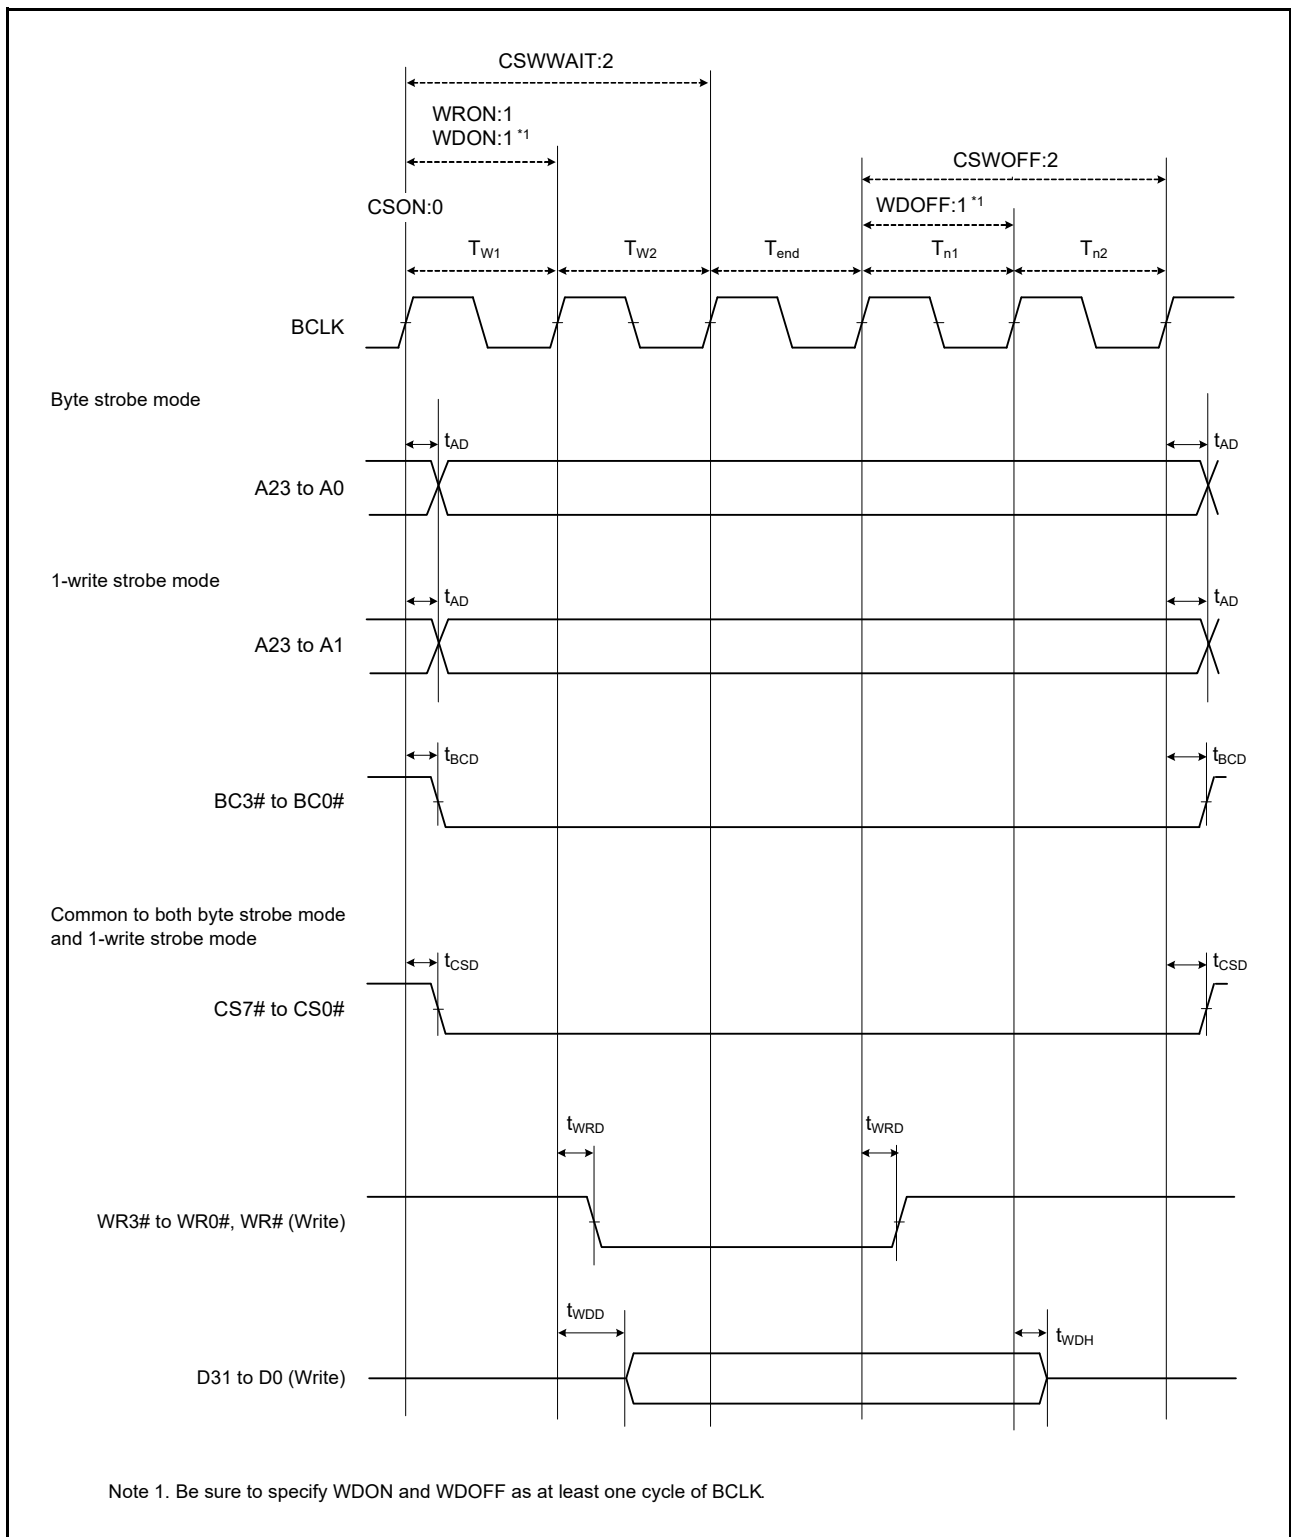 CSWWAIT:2
WRON:1
WDON:1 *1
CSWOFF:2
WDOFF:1 *1
CSON:0
TW1 TW2 Tend Tn1 Tn2
BCLK
Byte strobe mode
tAD tAD
A23 to A0
1-write strobe mode
tAD tAD
A23 to A1
tBCD tBCD
BC3# to BC0#
Common to both byte strobe mode
and 1-write strobe mode
tCSD tCSD
CS7# to CS0#
tWRD tWRD
WR3# to WR0#, WR# (Write)
tWDD tWDH
D31 to D0 (Write)
Note 1. Be sure to specify WDON and WDOFF as at least one cycle of BCLK.